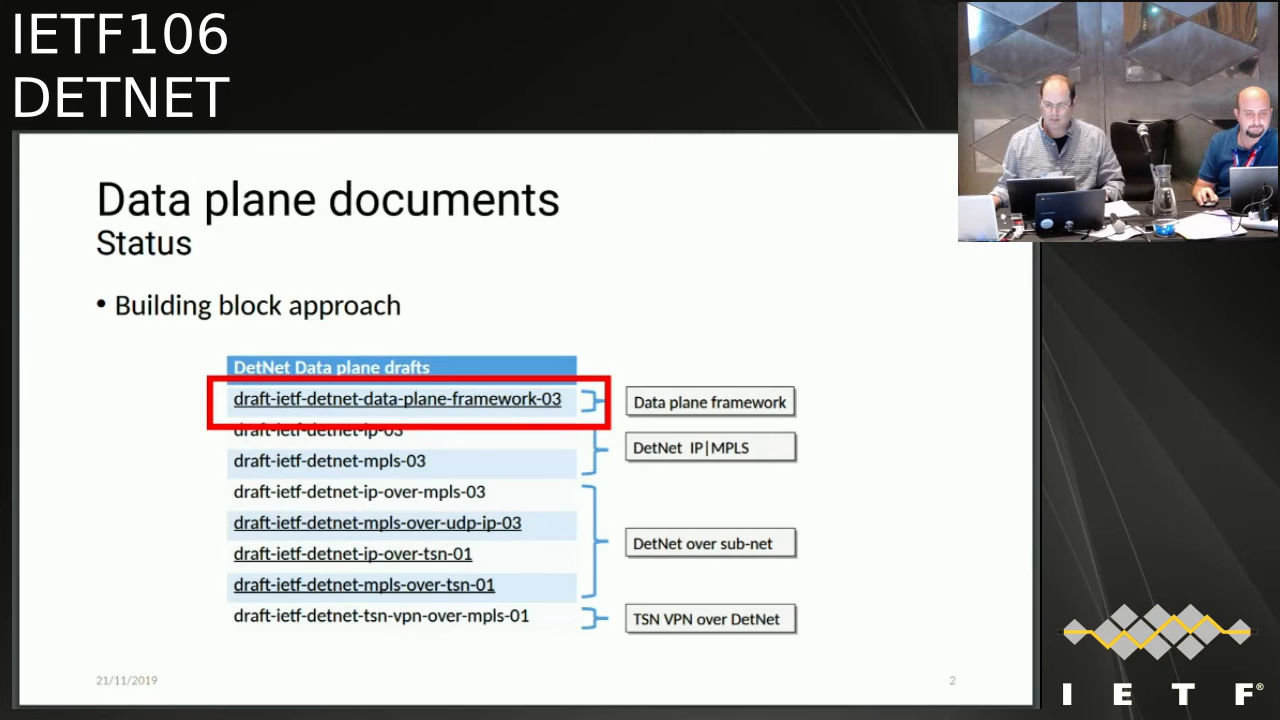 IETF106
DETNET
Data plane documents
Status
• Building block approach
DetNet Data plane drafts
draft-ietf-detnet-data-plane-framework-03
Data plane framework
draft-ietf-detnet-ip-03
DetNet IP|MPLS
draft-ietf-detnet-mpls-03
draft-ietf-detnet-ip-over-mpls-03
draft-ietf-detnet-mpls-over-udp-ip-03
DetNet over sub-net
draft-ietf-detnet-ip-over-tsn-01
draft-ietf-detnet-mpls-over-tsn-01
draft-ietf-detnet-tsn-vpn-over-mpls-01
TSN VPN over DetNet
21/11/2019
2
I E T F®